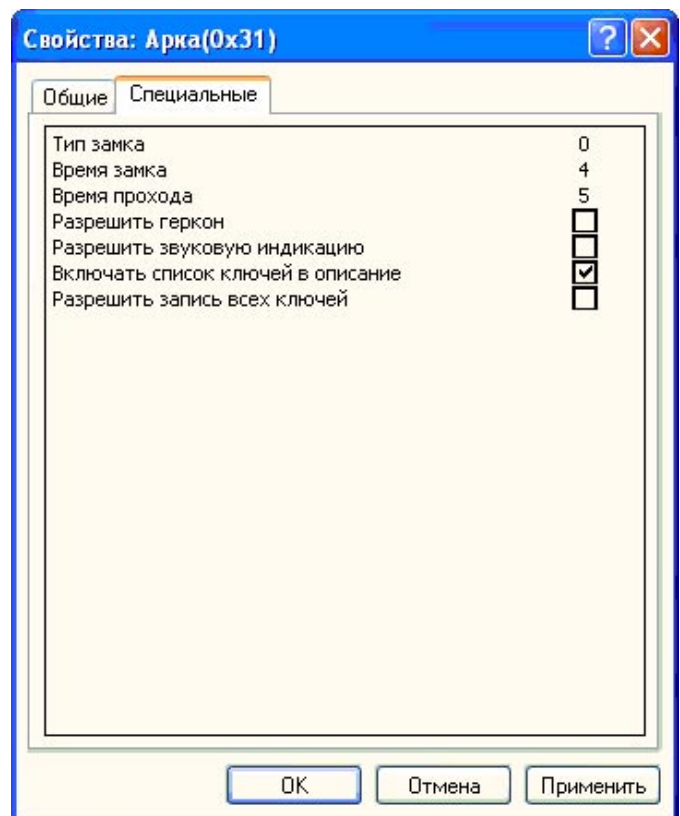 Свойства: Арка(0x31)
Общие Специальные
Тип замка 0
Время замка 4
Время прохода 5
Разрешить геркон
Разрешить звуковую индикацию
Включать список ключей в описание
Разрешить запись всех ключей
OK Отмена Применить